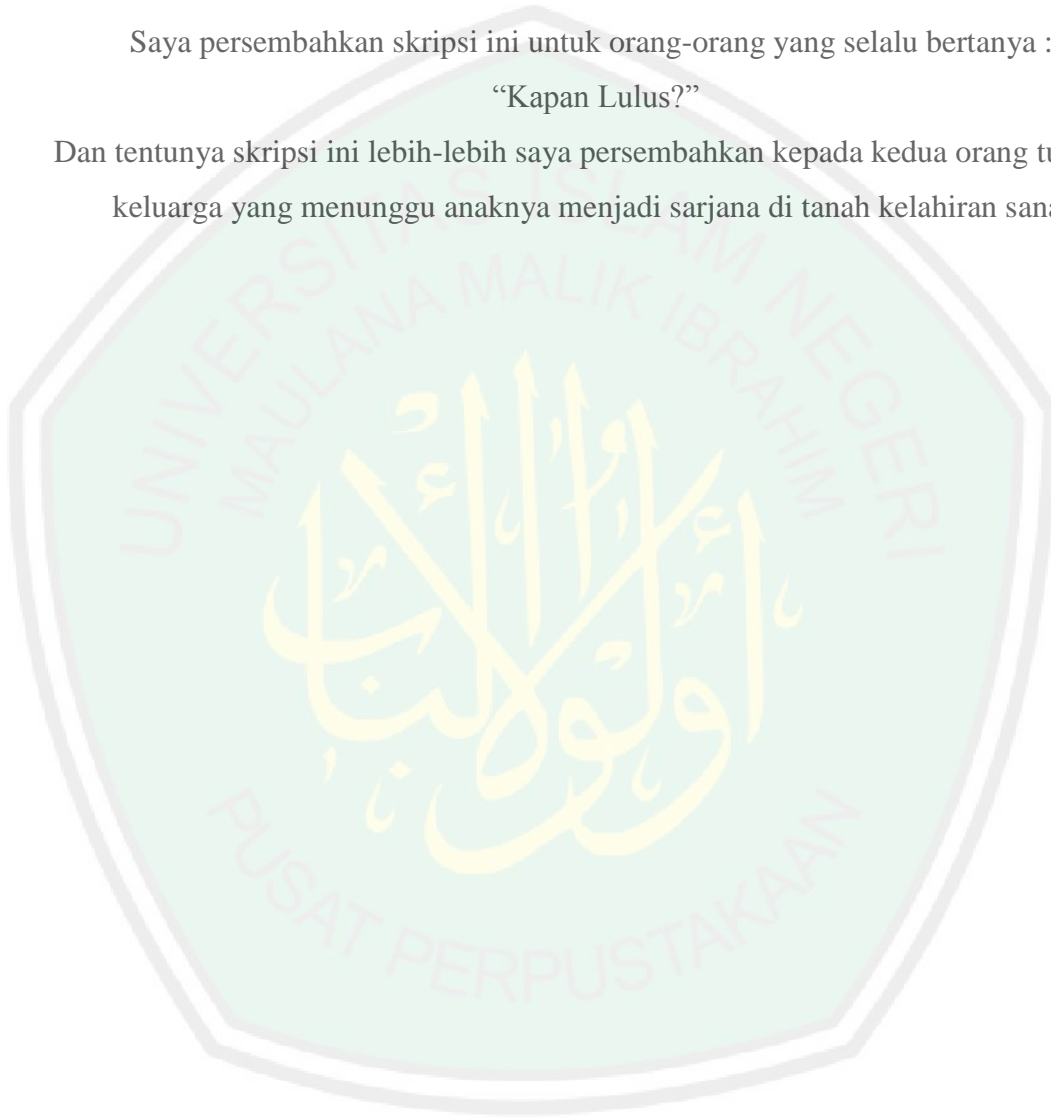 Saya persembahkan skripsi ini untuk orang-orang yang selalu bertanya :
“Kapan Lulus?”
Dan tentunya skripsi ini lebih-lebih saya persembahkan kepada kedua orang
keluarga yang menunggu anaknya menjadi sarjana di tanah kelahiran
UNIVERSITAS ISLAM NEGERI
MAULANA MALIK IBRAHIM
أولوا الألباب
PUSAT PERPUSTAKAAN